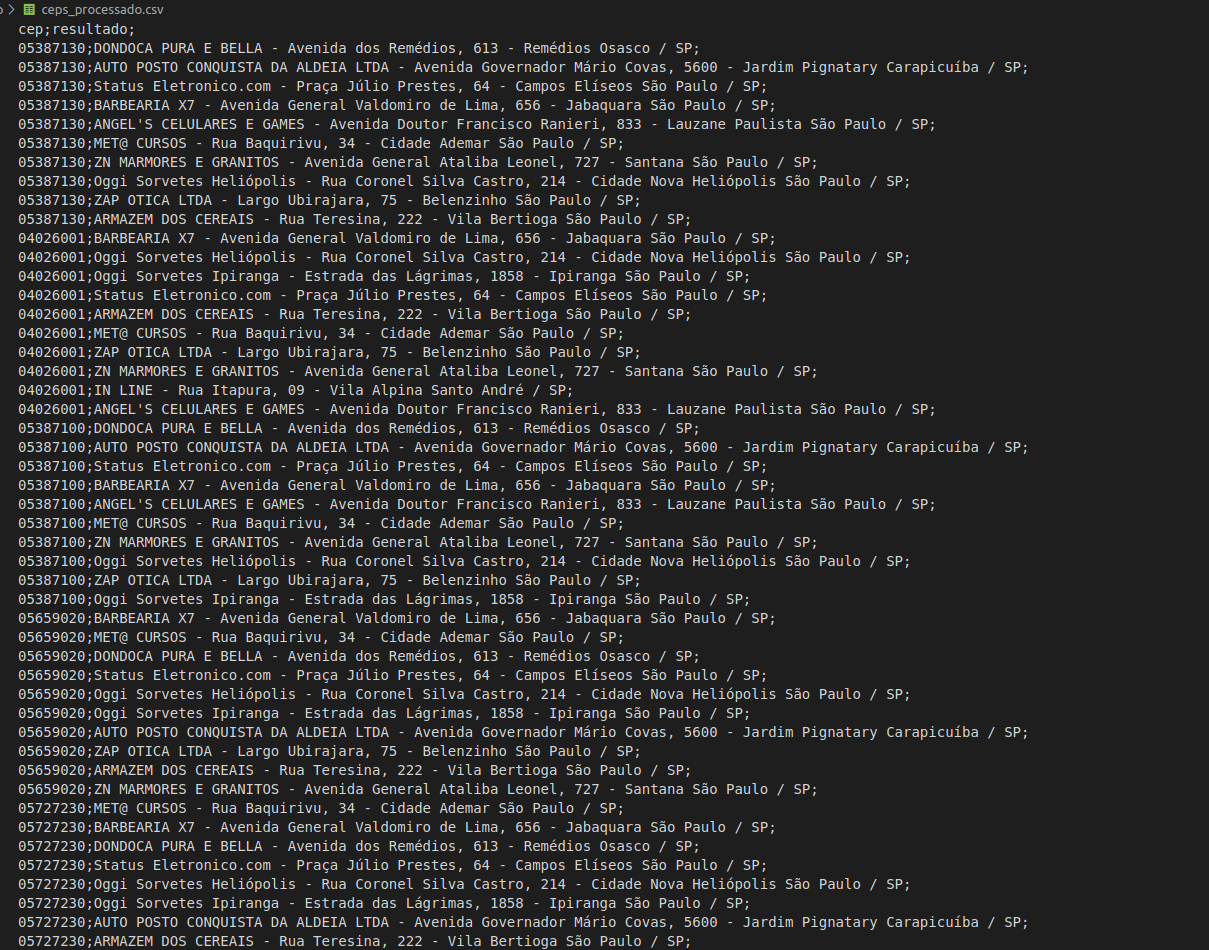 ceps_processado.csv
cep;resultado;
05387130;DONDOCA PURA E BELLA - Avenida dos Remédios, 613 - Remédios Osasco / SP;
05387130;AUTO POSTO CONQUISTA DA ALDEIA LTDA - Avenida Governador Mário Covas, 5600 - Jardim Pignatary Carapicuíba / SP;
05387130;Status Eletronico.com - Praça Júlio Prestes, 64 - Campos Elíseos São Paulo / SP;
05387130;BARBEARIA X7 - Avenida General Valdomiro de Lima, 656 - Jabaquara São Paulo / SP;
05387130;ANGEL'S CELULARES E GAMES - Avenida Doutor Francisco Ranieri, 833 - Lauzane Paulista São Paulo / SP;
05387130;MET@ CURSOS - Rua Baquirivu, 34 - Cidade Ademar São Paulo / SP;
05387130;ZN MARMORES E GRANITOS - Avenida General Ataliba Leonel, 727 - Santana São Paulo / SP;
05387130;Oggi Sorvetes Heliópolis - Rua Coronel Silva Castro, 214 - Cidade Nova Heliópolis São Paulo / SP;
05387130;ZAP OTICA LTDA - Largo Ubirajara, 75 - Belenzinho São Paulo / SP;
05387130;ARMAZEM DOS CEREAIS - Rua Teresina, 222 - Vila Bertioga São Paulo / SP;
04026001;BARBEARIA X7 - Avenida General Valdomiro de Lima, 656 - Jabaquara São Paulo / SP;
04026001;Oggi Sorvetes Heliópolis - Rua Coronel Silva Castro, 214 - Cidade Nova Heliópolis São Paulo / SP;
04026001;Oggi Sorvetes Ipiranga - Estrada das Lágrimas, 1858 - Ipiranga São Paulo / SP;
04026001;Status Eletronico.com - Praça Júlio Prestes, 64 - Campos Elíseos São Paulo / SP;
04026001;ARMAZEM DOS CEREAIS - Rua Teresina, 222 - Vila Bertioga São Paulo / SP;
04026001;MET@ CURSOS - Rua Baquirivu, 34 - Cidade Ademar São Paulo / SP;
04026001;ZAP OTICA LTDA - Largo Ubirajara, 75 - Belenzinho São Paulo / SP;
04026001;ZN MARMORES E GRANITOS - Avenida General Ataliba Leonel, 727 - Santana São Paulo / SP;
04026001;IN LINE - Rua Itapura, 09 - Vila Alpina Santo André / SP;
04026001;ANGEL'S CELULARES E GAMES - Avenida Doutor Francisco Ranieri, 833 - Lauzane Paulista São Paulo / SP;
05387100;DONDOCA PURA E BELLA - Avenida dos Remédios, 613 - Remédios Osasco / SP;
05387100;AUTO POSTO CONQUISTA DA ALDEIA LTDA - Avenida Governador Mário Covas, 5600 - Jardim Pignatary Carapicuíba / SP;
05387100;Status Eletronico.com - Praça Júlio Prestes, 64 - Campos Elíseos São Paulo / SP;
05387100;BARBEARIA X7 - Avenida General Valdomiro de Lima, 656 - Jabaquara São Paulo / SP;
05387100;ANGEL'S CELULARES E GAMES - Avenida Doutor Francisco Ranieri, 833 - Lauzane Paulista São Paulo / SP;
05387100;MET@ CURSOS - Rua Baquirivu, 34 - Cidade Ademar São Paulo / SP;
05387100;ZN MARMORES E GRANITOS - Avenida General Ataliba Leonel, 727 - Santana São Paulo / SP;
05387100;Oggi Sorvetes Heliópolis - Rua Coronel Silva Castro, 214 - Cidade Nova Heliópolis São Paulo / SP;
05387100;ZAP OTICA LTDA - Largo Ubirajara, 75 - Belenzinho São Paulo / SP;
05387100;Oggi Sorvetes Ipiranga - Estrada das Lágrimas, 1858 - Ipiranga São Paulo / SP;
05659020;BARBEARIA X7 - Avenida General Valdomiro de Lima, 656 - Jabaquara São Paulo / SP;
05659020;MET@ CURSOS - Rua Baquirivu, 34 - Cidade Ademar São Paulo / SP;
05659020;DONDOCA PURA E BELLA - Avenida dos Remédios, 613 - Remédios Osasco / SP;
05659020;Status Eletronico.com - Praça Júlio Prestes, 64 - Campos Elíseos São Paulo / SP;
05659020;Oggi Sorvetes Heliópolis - Rua Coronel Silva Castro, 214 - Cidade Nova Heliópolis São Paulo / SP;
05659020;Oggi Sorvetes Ipiranga - Estrada das Lágrimas, 1858 - Ipiranga São Paulo / SP;
05659020;AUTO POSTO CONQUISTA DA ALDEIA LTDA - Avenida Governador Mário Covas, 5600 - Jardim Pignatary Carapicuíba / SP;
05659020;ZAP OTICA LTDA - Largo Ubirajara, 75 - Belenzinho São Paulo / SP;
05659020;ARMAZEM DOS CEREAIS - Rua Teresina, 222 - Vila Bertioga São Paulo / SP;
05659020;ZN MARMORES E GRANITOS - Avenida General Ataliba Leonel, 727 - Santana São Paulo / SP;
05727230;MET@ CURSOS - Rua Baquirivu, 34 - Cidade Ademar São Paulo / SP;
05727230;BARBEARIA X7 - Avenida General Valdomiro de Lima, 656 - Jabaquara São Paulo / SP;
05727230;DONDOCA PURA E BELLA - Avenida dos Remédios, 613 - Remédios Osasco / SP;
05727230;Status Eletronico.com - Praça Júlio Prestes, 64 - Campos Elíseos São Paulo / SP;
05727230;Oggi Sorvetes Heliópolis - Rua Coronel Silva Castro, 214 - Cidade Nova Heliópolis São Paulo / SP;
05727230;Oggi Sorvetes Ipiranga - Estrada das Lágrimas, 1858 - Ipiranga São Paulo / SP;
05727230;AUTO POSTO CONQUISTA DA ALDEIA LTDA - Avenida Governador Mário Covas, 5600 - Jardim Pignatary Carapicuíba / SP;
05727230;ARMAZEM DOS CEREAIS - Rua Teresina, 222 - Vila Bertioga São Paulo / SP;